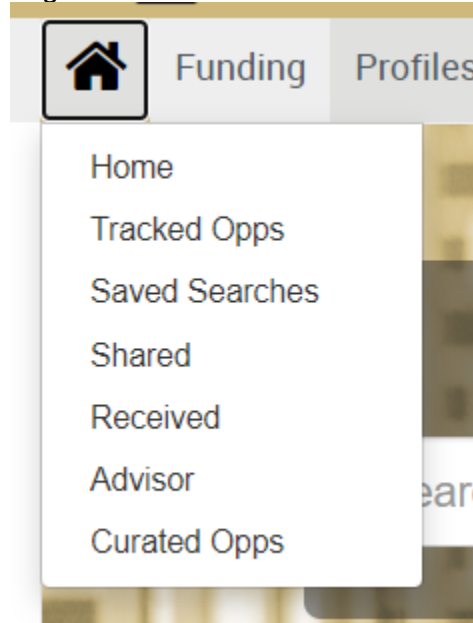 Funding Profiles
Home
Tracked Opps
Saved Searches
Shared
Received
Advisor
Curated Opps